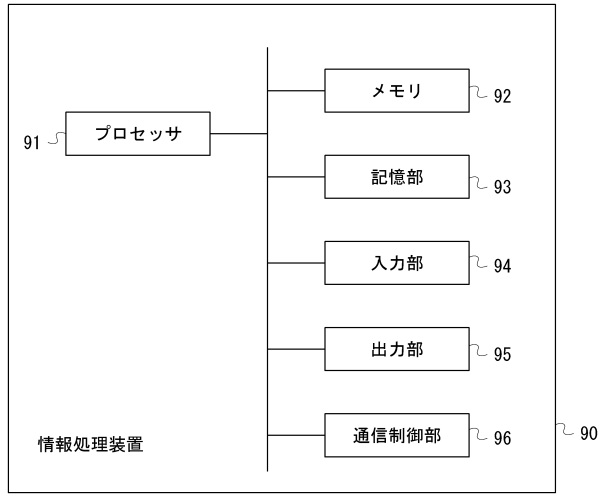 プロセッサ
91
メモリ
92
記憶部
93
入力部
94
出力部
95
通信制御部
96
情報処理装置
90